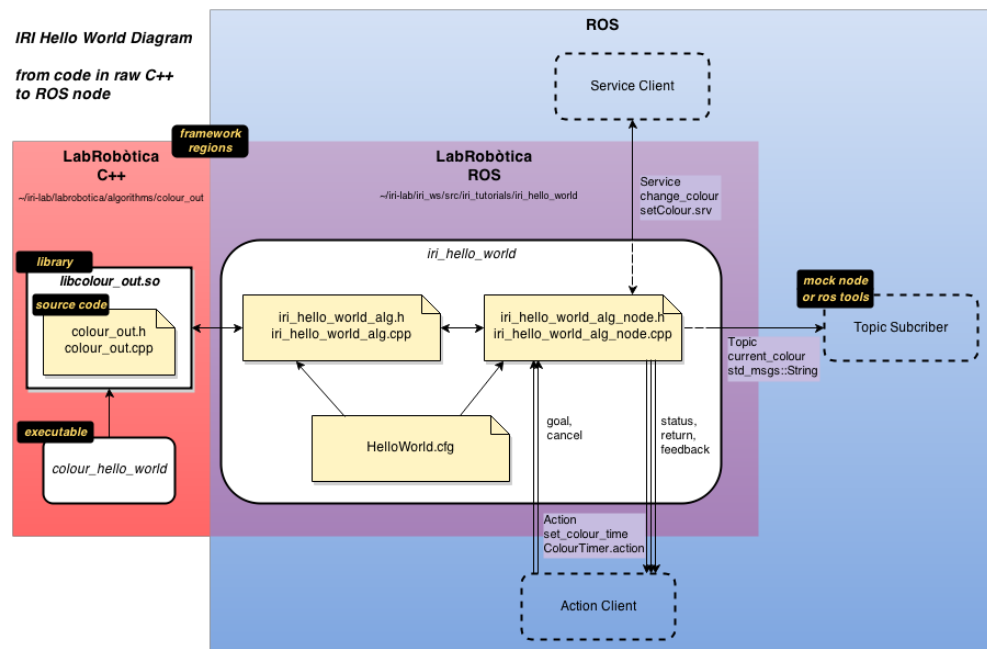 IRI Hello World Diagram
from code in raw C++
to ROS node
ROS
Service Client
framework
regions
LabRobòtica
C++
~/iri-lab/labrobotica/algorithms/colour_out
LabRobòtica
ROS
~/iri-lab/iri_ws/src/iri_tutorials/iri_hello_world
Service
change_colour
setColour.srv
library
libcolour_out.so
source code
colour_out.h
colour_out.cpp
iri_hello_world
iri_hello_world_alg.h
iri_hello_world_alg.cpp
iri_hello_world_alg_node.h
iri_hello_world_alg_node.cpp
mock node
or ros tools
Topic Subcriber
Topic
current_colour
std_msgs::String
executable
colour_hello_world
HelloWorld.cfg
goal,
cancel
status,
return,
feedback
Action
set_colour_time
ColourTimer.action
Action Client